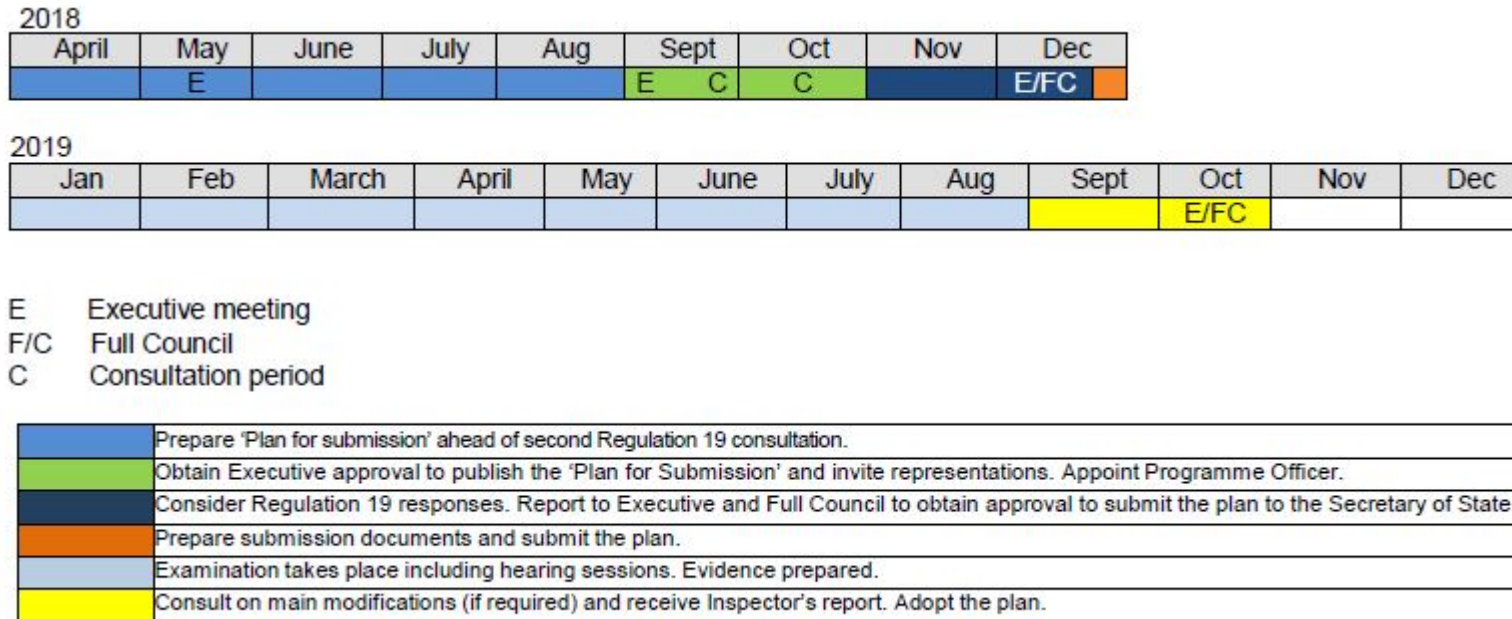 2018
April May June July Aug Sept Oct Nov Dec
E E C C E/FC
2019
Jan Feb March April May June July Aug Sept Oct Nov Dec
E/FC
E Executive meeting
F/C Full Council
C Consultation period
Prepare ‘Plan for submission’ ahead of second Regulation 19 consultation.
Obtain Executive approval to publish the ‘Plan for Submission’ and invite representations. Appoint Programme Officer.
Consider Regulation 19 responses. Report to Executive and Full Council to obtain approval to submit the plan to the Secretary of State
Prepare submission documents and submit the plan.
Examination takes place including hearing sessions. Evidence prepared.
Consult on main modifications (if required) and receive Inspector’s report. Adopt the plan.